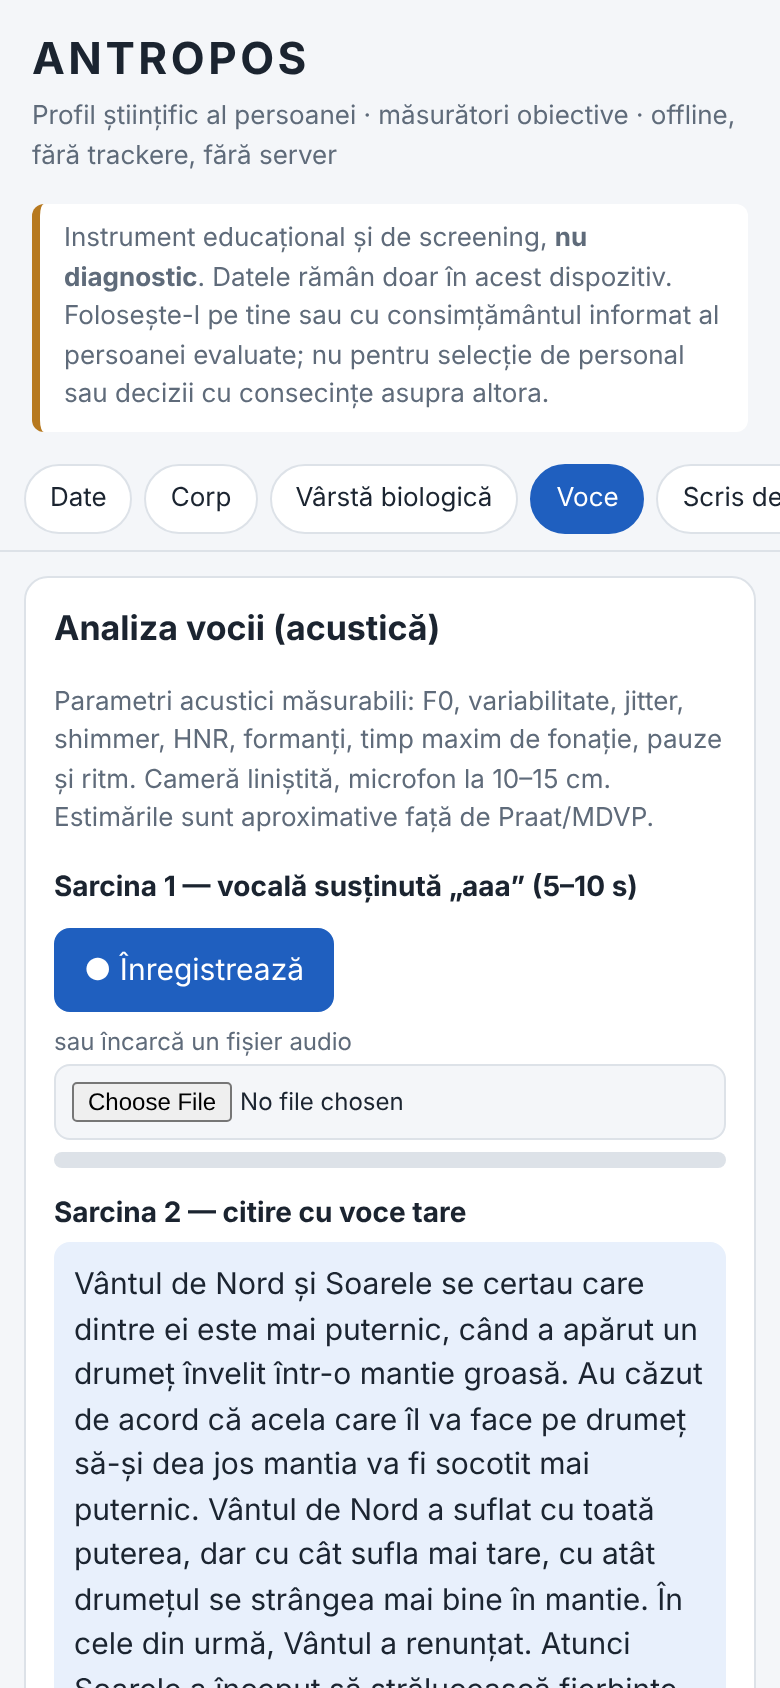 ANTROPOS
Profil științific al persoanei · măsurători obiective · offline,
fără trackere, fără server
Instrument educațional și de screening, nu
diagnostic. Datele rămân doar în acest dispozitiv.
Folosește-l pe tine sau cu consimțământul informat al
persoanei evaluate; nu pentru selecție de personal
sau decizii cu consecințe asupra altora.
Date
Corp
Vârstă biologică
Voce
Scris de
Analiza vocii (acustică)
Parametri acustici măsurabili: F0, variabilitate, jitter,
shimmer, HNR, formanți, timp maxim de fonație, pauze
și ritm. Cameră liniștită, microfon la 10–15 cm.
Estimările sunt aproximative față de Praat/MDVP.
Sarcina 1 — vocală susținută „aaa” (5–10 s)
● Înregistrează
sau încarcă un fișier audio
Choose File No file chosen
Sarcina 2 — citire cu voce tare
Vântul de Nord și Soarele se certau care
dintre ei este mai puternic, când a apărut un
drumeț învelit într-o mantie groasă. Au căzut
de acord că acela care îl va face pe drumeț
să-și dea jos mantia va fi socotit mai
puternic. Vântul de Nord a suflat cu toată
puterea, dar cu cât sufla mai tare, cu atât
drumețul se strângea mai bine în mantie. În
cele din urmă, Vântul a renunțat. Atunci
Soarele a început să strălucească fierbinte